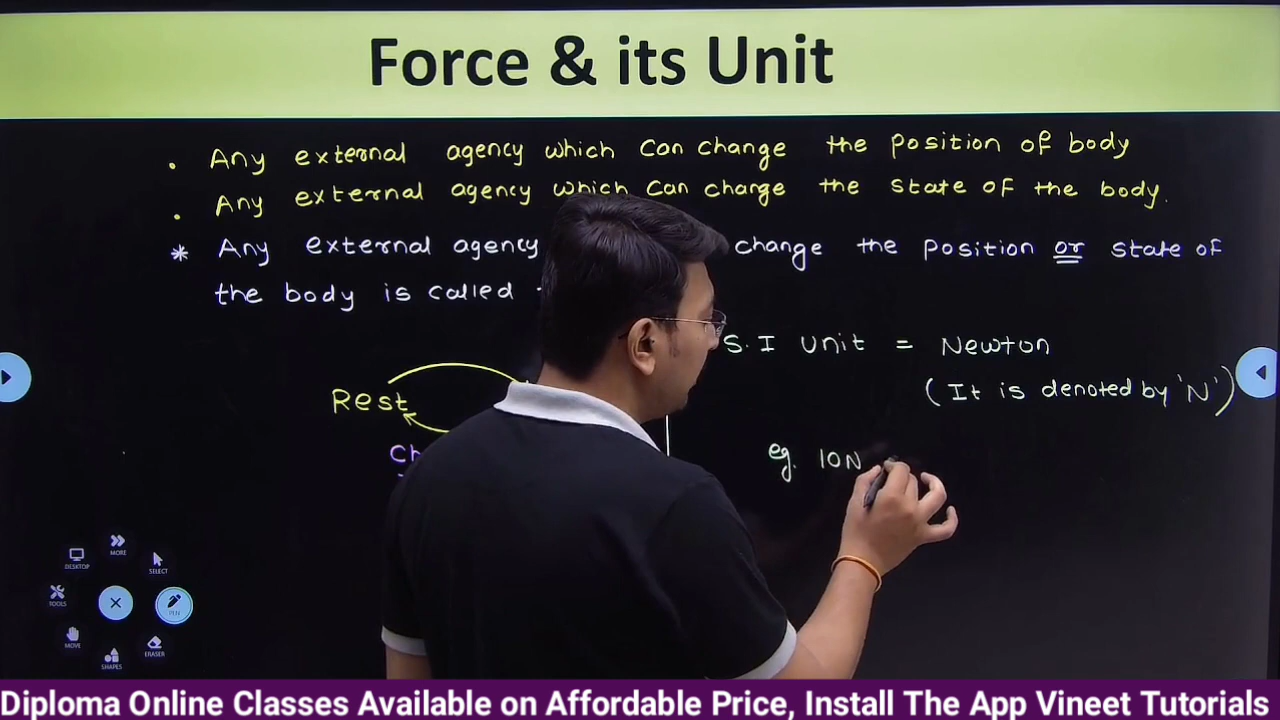 Force & its Unit
. Any external agency which can change the position of body
. Any external agency which can change the state of the body.
* Any external agency change the position or state of
the body is called
S.I Unit = Newton
(It is denoted by 'N')
Rest
Ch
eg. 10N
MORE
DESKTOP
SELECT
TOOLS
PEN
MOVE
ERASER
SHAPES
Diploma Online Classes Available on Affordable Price, Install The App Vineet Tutorials